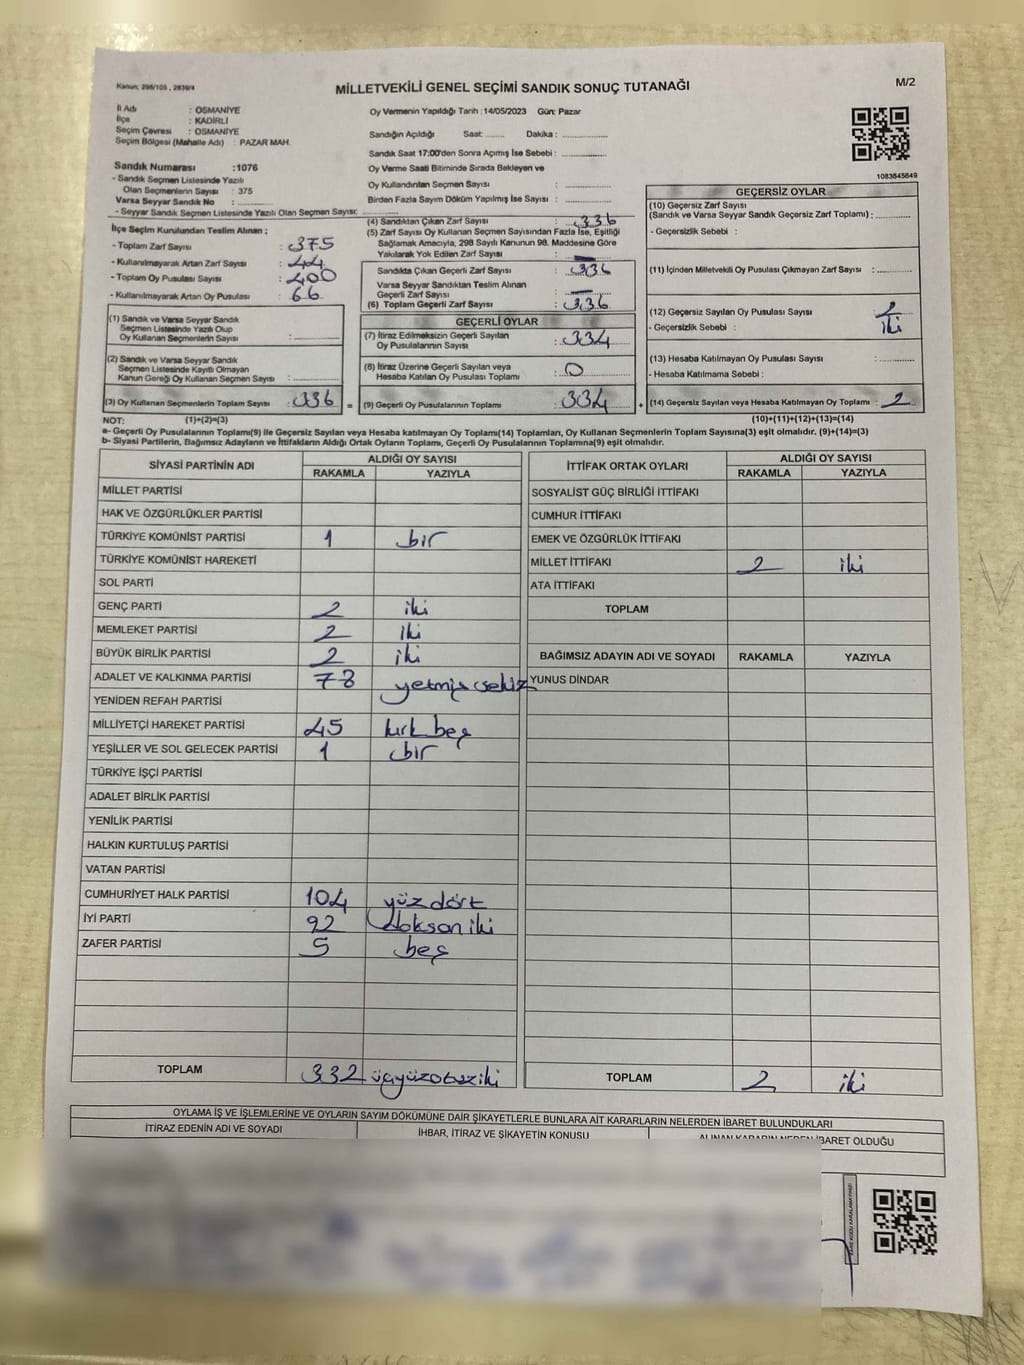 Kanun, 298/105 , 2839/4
MİLLETVEKİLİ GENEL SEÇİMİ SANDIK SONUÇ TUTANAĞI
M/2
İl Adı : OSMANİYE
İlçe : KADİRLİ
Seçim Çevresi : OSMANİYE
Seçim Bölgesi (Mahalle Adı) : PAZAR MAH.
Sandık Numarası :1076
- Sandık Seçmen Listesinde Yazılı
Olan Seçmenlerin Sayısı : 375
Varsa Seyyar Sandık No : ..........
- Seyyar Sandık Seçmen Listesinde Yazılı Olan Seçmen Sayısı: ..........
İlçe Seçim Kurulundan Teslim Alınan ;
- Toplam Zarf Sayısı : 375
- Kullanılmayarak Artan Zarf Sayısı : 44
- Toplam Oy Pusulası Sayısı : 400
- Kullanılmayarak Artan Oy Pusulası : 66
Oy Vermenin Yapıldığı Tarih : 14/05/2023 Gün: Pazar
Sandığın Açıldığı Saat: ....... Dakika: ................
Sandık Saat 17:00'den Sonra Açımış İse Sebebi : ................
Oy Verme Saati Bitiminde Sırada Bekleyen ve
Oy Kullandırılan Seçmen Sayısı : ................
Birden Fazla Sayım Döküm Yapılmış İse Sayısı : ................
(4) Sandıktan Çıkan Zarf Sayısı : 336
(5) Zarf Sayısı Oy Kullanan Seçmen Sayısından Fazla İse, Eşitliği
Sağlamak Amacıyla, 298 Sayılı Kanunun 98. Maddesine Göre
Yakılarak Yok Edilen Zarf Sayısı : —
Sandıkta Çıkan Geçerli Zarf Sayısı : 336
Varsa Seyyar Sandıktan Teslim Alınan
Geçerli Zarf Sayısı : —
(6) Toplam Geçerli Zarf Sayısı : 336
1083845849
GEÇERSİZ OYLAR
(10) Geçersiz Zarf Sayısı
(Sandık ve Varsa Seyyar Sandık Geçersiz Zarf Toplamı) : ..........
- Geçersizlik Sebebi :
(11) İçinden Milletvekili Oy Pusulası Çıkmayan Zarf Sayısı : ..........
(12) Geçersiz Sayılan Oy Pusulası Sayısı : 2
- Geçersizlik Sebebi : iki
(13) Hesaba Katılmayan Oy Pusulası Sayısı : ..........
- Hesaba Katılmama Sebebi :
(14) Geçersiz Sayılan veya Hesaba Katılmayan Oy Toplamı : 2
(1) Sandık ve Varsa Seyyar Sandık
Seçmen Listesinde Yazılı Olup
Oy Kullanan Seçmenlerin Sayısı : ..........
(2) Sandık ve Varsa Seyyar Sandık
Seçmen Listesinde Kayıtlı Olmayan
Kanun Gereği Oy Kullanan Seçmen Sayısı : ..........
(3) Oy Kullanan Seçmenlerin Toplam Sayısı : 336 =
GEÇERLİ OYLAR
(7) İtiraz Edilmeksizin Geçerli Sayılan
Oy Pusulalarının Sayısı : 334
(8) İtiraz Üzerine Geçerli Sayılan veya
Hesaba Katılan Oy Pusulası Toplamı : 0
(9) Geçerli Oy Pusulalarının Toplamı : 334 +
NOT: (1)+(2)=(3) (10)+(11)+(12)+(13)=(14)
a- Geçerli Oy Pusulalarının Toplamı(9) ile Geçersiz Sayılan veya Hesaba katılmayan Oy Toplamı(14) Toplamları, Oy Kullanan Seçmenlerin Toplam Sayısına(3) eşit olmalıdır. (9)+(14)=(3)
b- Siyasi Partilerin, Bağımsız Adayların ve İttifakların Aldığı Ortak Oyların Toplamı, Geçerli Oy Pusulalarının Toplamına(9) eşit olmalıdır.
SİYASİ PARTİNİN ADI ALDIĞI OY SAYISI
RAKAMLA YAZIYLA
MİLLET PARTİSİ
HAK VE ÖZGÜRLÜKLER PARTİSİ
TÜRKİYE KOMÜNİST PARTİSİ 1 bir
TÜRKİYE KOMÜNİST HAREKETİ
SOL PARTİ
GENÇ PARTİ 2 iki
MEMLEKET PARTİSİ 2 iki
BÜYÜK BİRLİK PARTİSİ 2 iki
ADALET VE KALKINMA PARTİSİ 78 yetmiş sekiz
YENİDEN REFAH PARTİSİ
MİLLİYETÇİ HAREKET PARTİSİ 45 kırk beş
YEŞİLLER VE SOL GELECEK PARTİSİ 1 bir
TÜRKİYE İŞÇİ PARTİSİ
ADALET BİRLİK PARTİSİ
YENİLİK PARTİSİ
HALKIN KURTULUŞ PARTİSİ
VATAN PARTİSİ
CUMHURİYET HALK PARTİSİ 104 yüz dört
İYİ PARTİ 92 doksan iki
ZAFER PARTİSİ 5 beş
TOPLAM 332 üçyüzotuziki
İTTİFAK ORTAK OYLARI ALDIĞI OY SAYISI
RAKAMLA YAZIYLA
SOSYALİST GÜÇ BİRLİĞİ İTTİFAKI
CUMHUR İTTİFAKI
EMEK VE ÖZGÜRLÜK İTTİFAKI
MİLLET İTTİFAKI 2 iki
ATA İTTİFAKI
TOPLAM
BAĞIMSIZ ADAYIN ADI VE SOYADI RAKAMLA YAZIYLA
YUNUS DİNDAR
TOPLAM 2 iki
OYLAMA İŞ VE İŞLEMLERİNE VE OYLARIN SAYIM DÖKÜMÜNE DAİR ŞİKAYETLERLE BUNLARA AİT KARARLARIN NELERDEN İBARET BULUNDUKLARI
İTİRAZ EDENİN ADI VE SOYADI İHBAR, İTİRAZ VE ŞİKAYETİN KONUSU ALINAN KARARIN NEDEN İBARET OLDUĞU